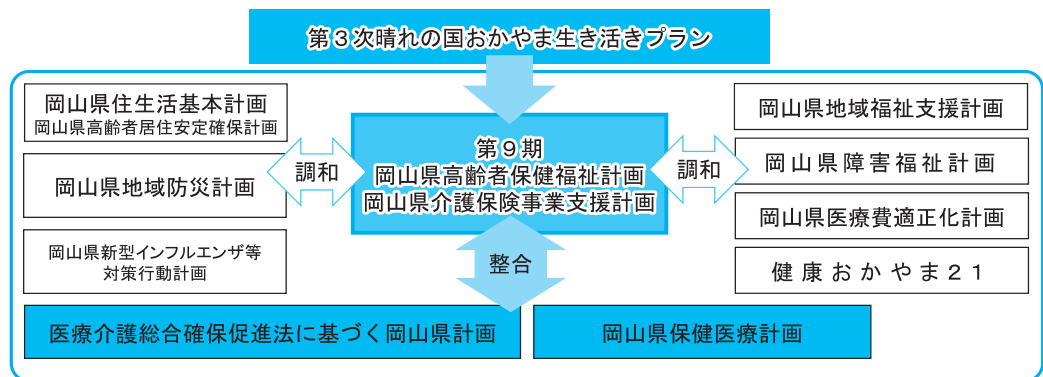 第３次晴れの国おかやま生き活きプラン
岡山県住生活基本計画
岡山県高齢者居住安定確保計画
岡山県地域防災計画
岡山県新型インフルエンザ等
対策行動計画
調和
第９期
岡山県高齢者保健福祉計画
岡山県介護保険事業支援計画
調和
岡山県地域福祉支援計画
岡山県障害福祉計画
岡山県医療費適正化計画
健康おかやま２１
整合
医療介護総合確保促進法に基づく岡山県計画
岡山県保健医療計画